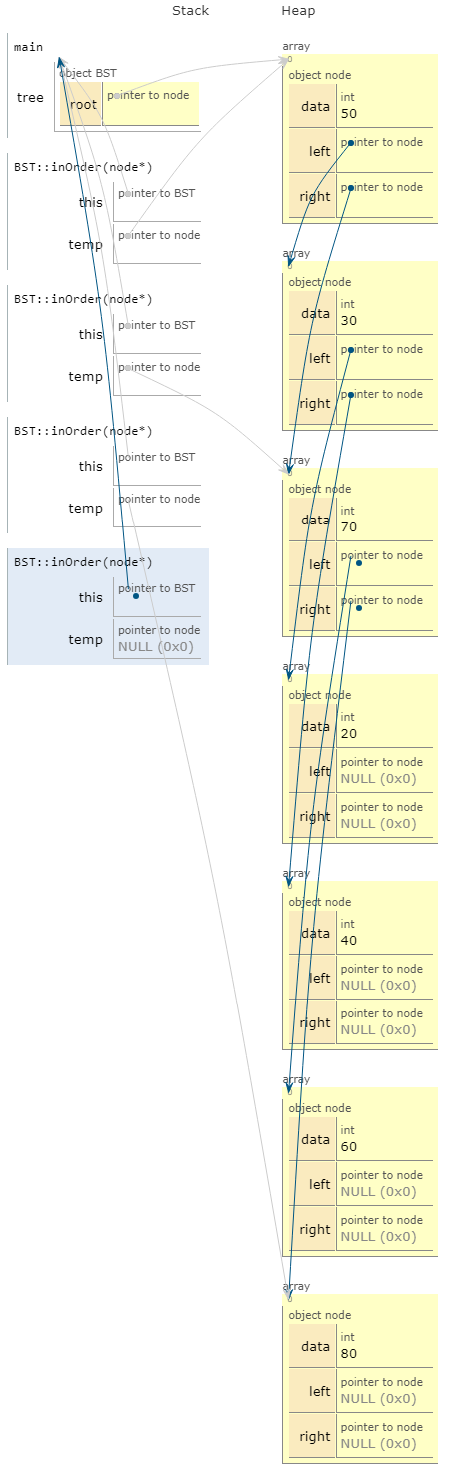 Stack
main
object BST
tree
root
pointer to node
BST::inOrder(node*)
this
pointer to BST
temp
pointer to node
BST::inOrder(node*)
this
pointer to BST
temp
pointer to node
BST::inOrder(node*)
this
pointer to BST
temp
pointer to node
BST::inOrder(node*)
this
pointer to BST
temp
pointer to node
NULL (0x0)
Heap
array
0
object node
data
int
50
left
pointer to node
right
pointer to node
array
0
object node
data
int
30
left
pointer to node
right
pointer to node
array
0
object node
data
int
70
left
pointer to node
right
pointer to node
array
0
object node
data
int
20
left
pointer to node
NULL (0x0)
right
pointer to node
NULL (0x0)
array
0
object node
data
int
40
left
pointer to node
NULL (0x0)
right
pointer to node
NULL (0x0)
array
0
object node
data
int
60
left
pointer to node
NULL (0x0)
right
pointer to node
NULL (0x0)
array
0
object node
data
int
80
left
pointer to node
NULL (0x0)
right
pointer to node
NULL (0x0)